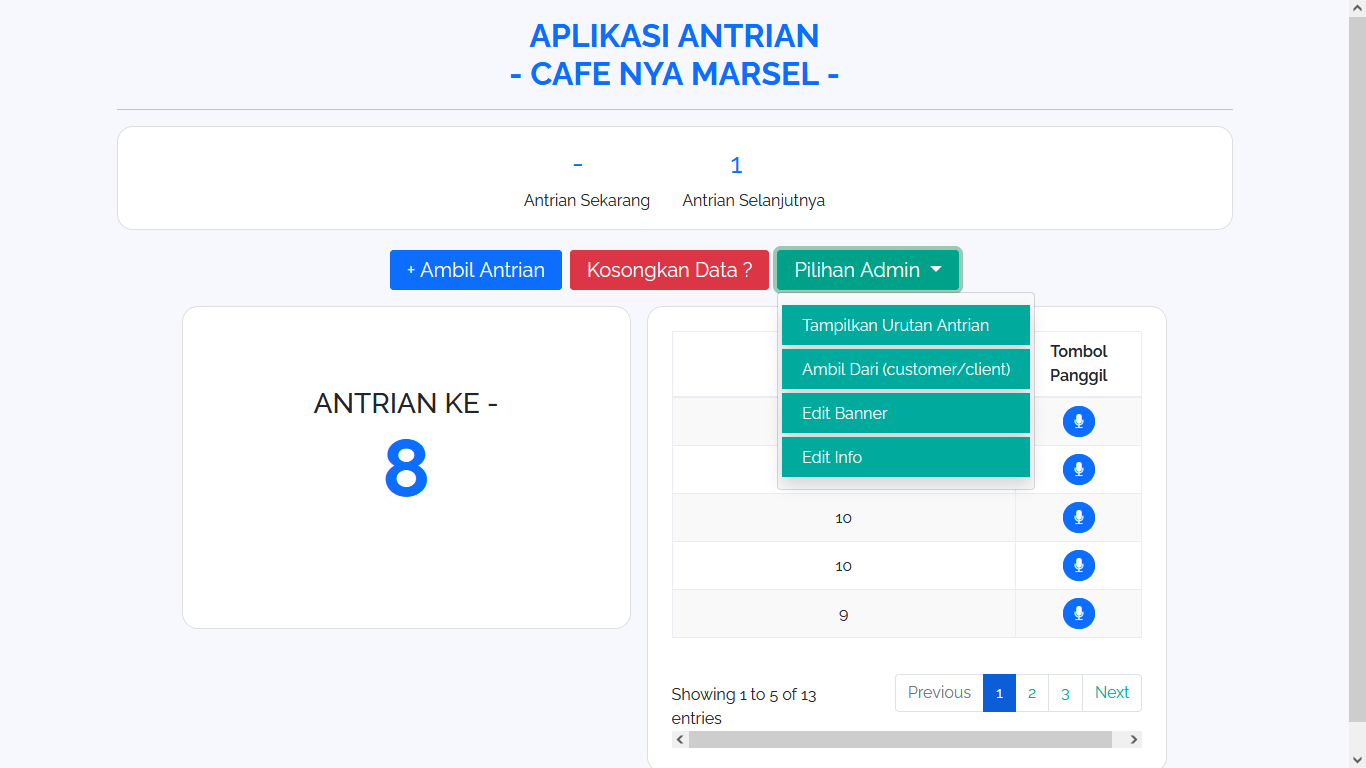 APLIKASI ANTRIAN
- CAFE NYA MARSEL -
-
Antrian Sekarang
1
Antrian Selanjutnya
+ Ambil Antrian
Kosongkan Data ?
Pilihan Admin
Tampilkan Urutan Antrian
Ambil Dari (customer/client)
Edit Banner
Edit Info
ANTRIAN KE -
8
Tombol
Panggil
10
10
9
Showing 1 to 5 of 13
entries
Previous 1 2 3 Next